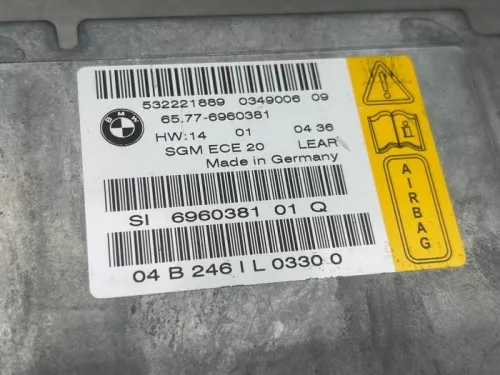 532221889 0349006 09
BMW
65.77-6960381
HW:14 01 04 36
SGM ECE 20 LEAR
Made in Germany
SI 6960381 01 Q
04 B 246 I L 0330 0
AIRBAG